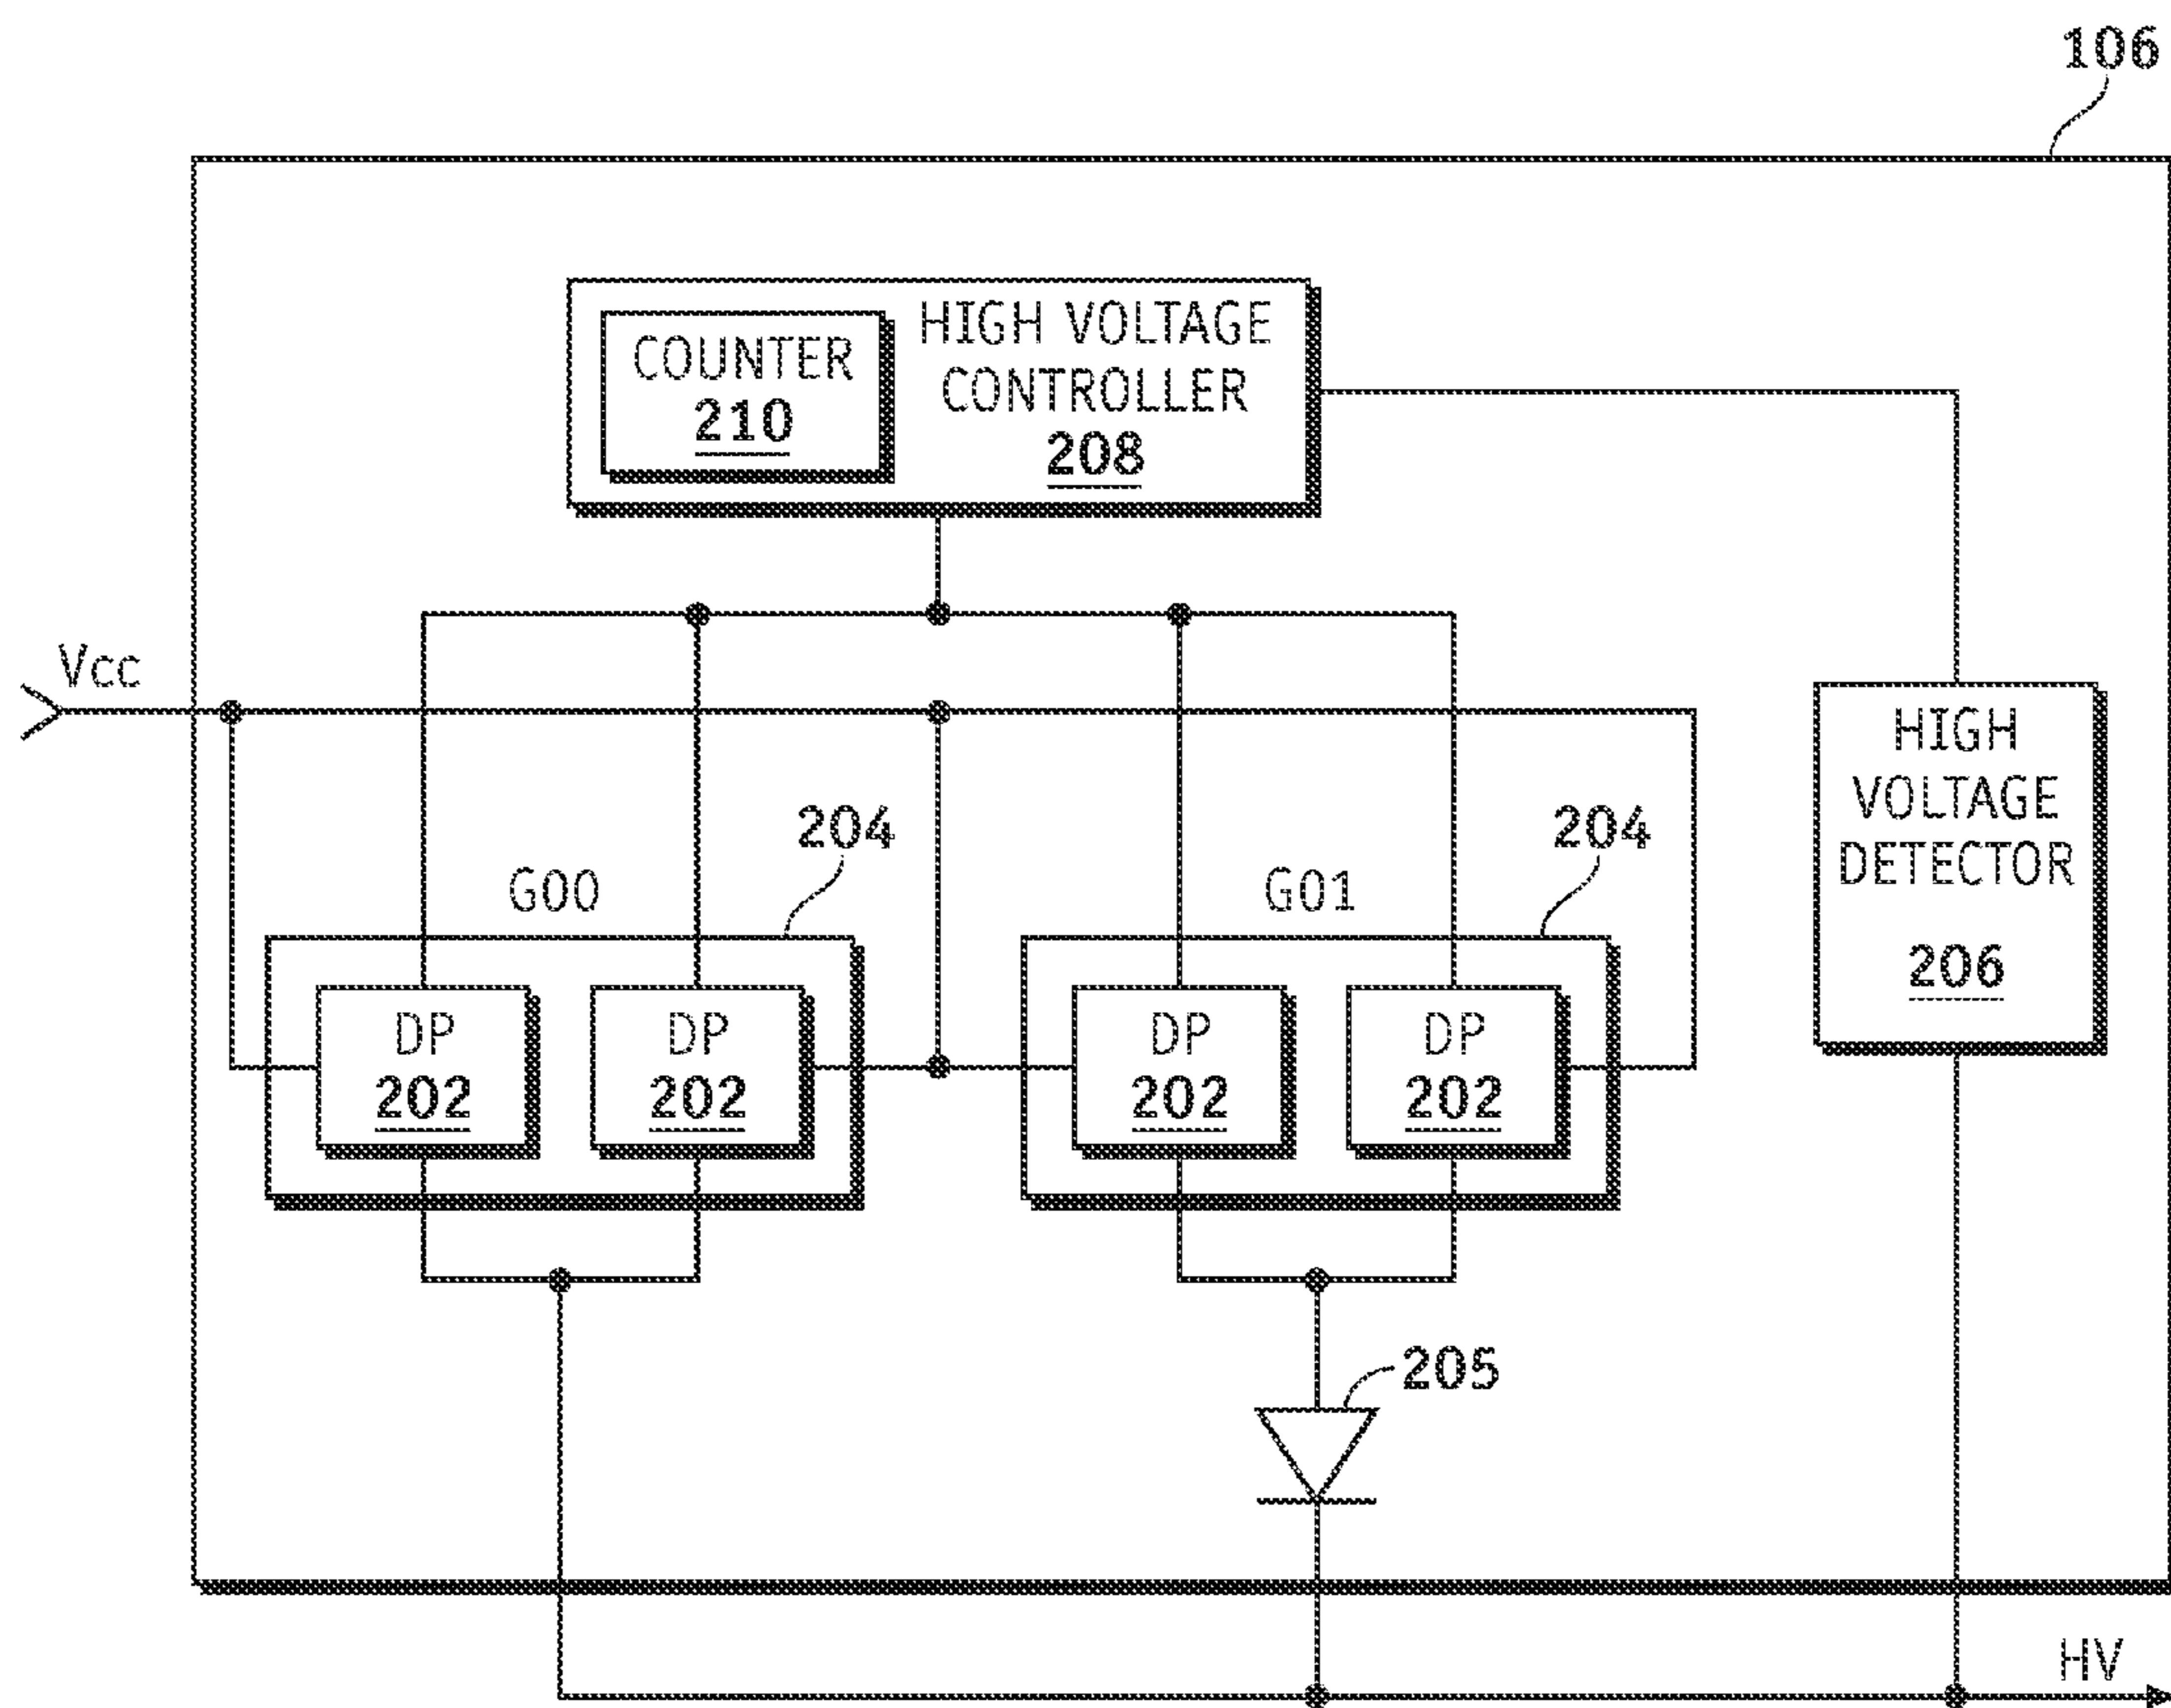 106
COUNTER
210
HIGH VOLTAGE
CONTROLLER
208
Vcc
204
204
G00
G01
HIGH
VOLTAGE
DETECTOR
206
DP
202
DP
202
DP
202
DP
202
205
HV